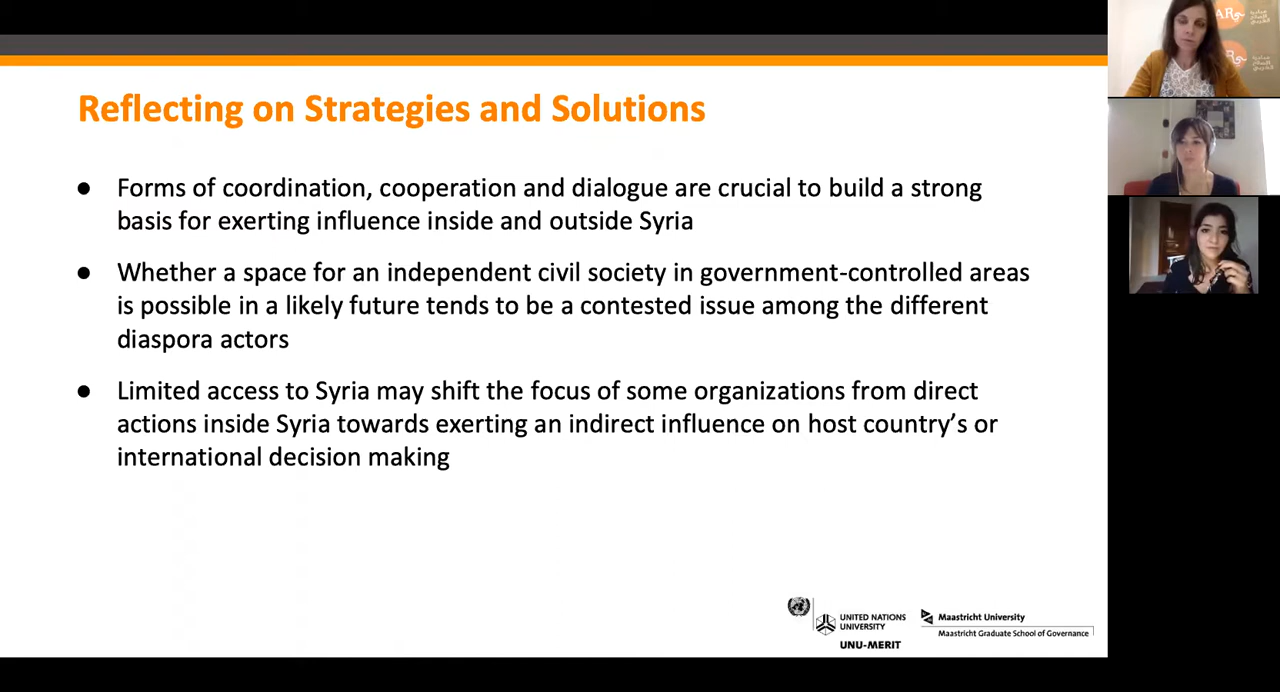 Reflecting on Strategies and Solutions
● Forms of coordination, cooperation and dialogue are crucial to build a strong
basis for exerting influence inside and outside Syria
● Whether a space for an independent civil society in government-controlled areas
is possible in a likely future tends to be a contested issue among the different
diaspora actors
● Limited access to Syria may shift the focus of some organizations from direct
actions inside Syria towards exerting an indirect influence on host country’s or
international decision making
UNITED NATIONS
UNIVERSITY
UNU-MERIT
Maastricht University
Maastricht Graduate School of Governance